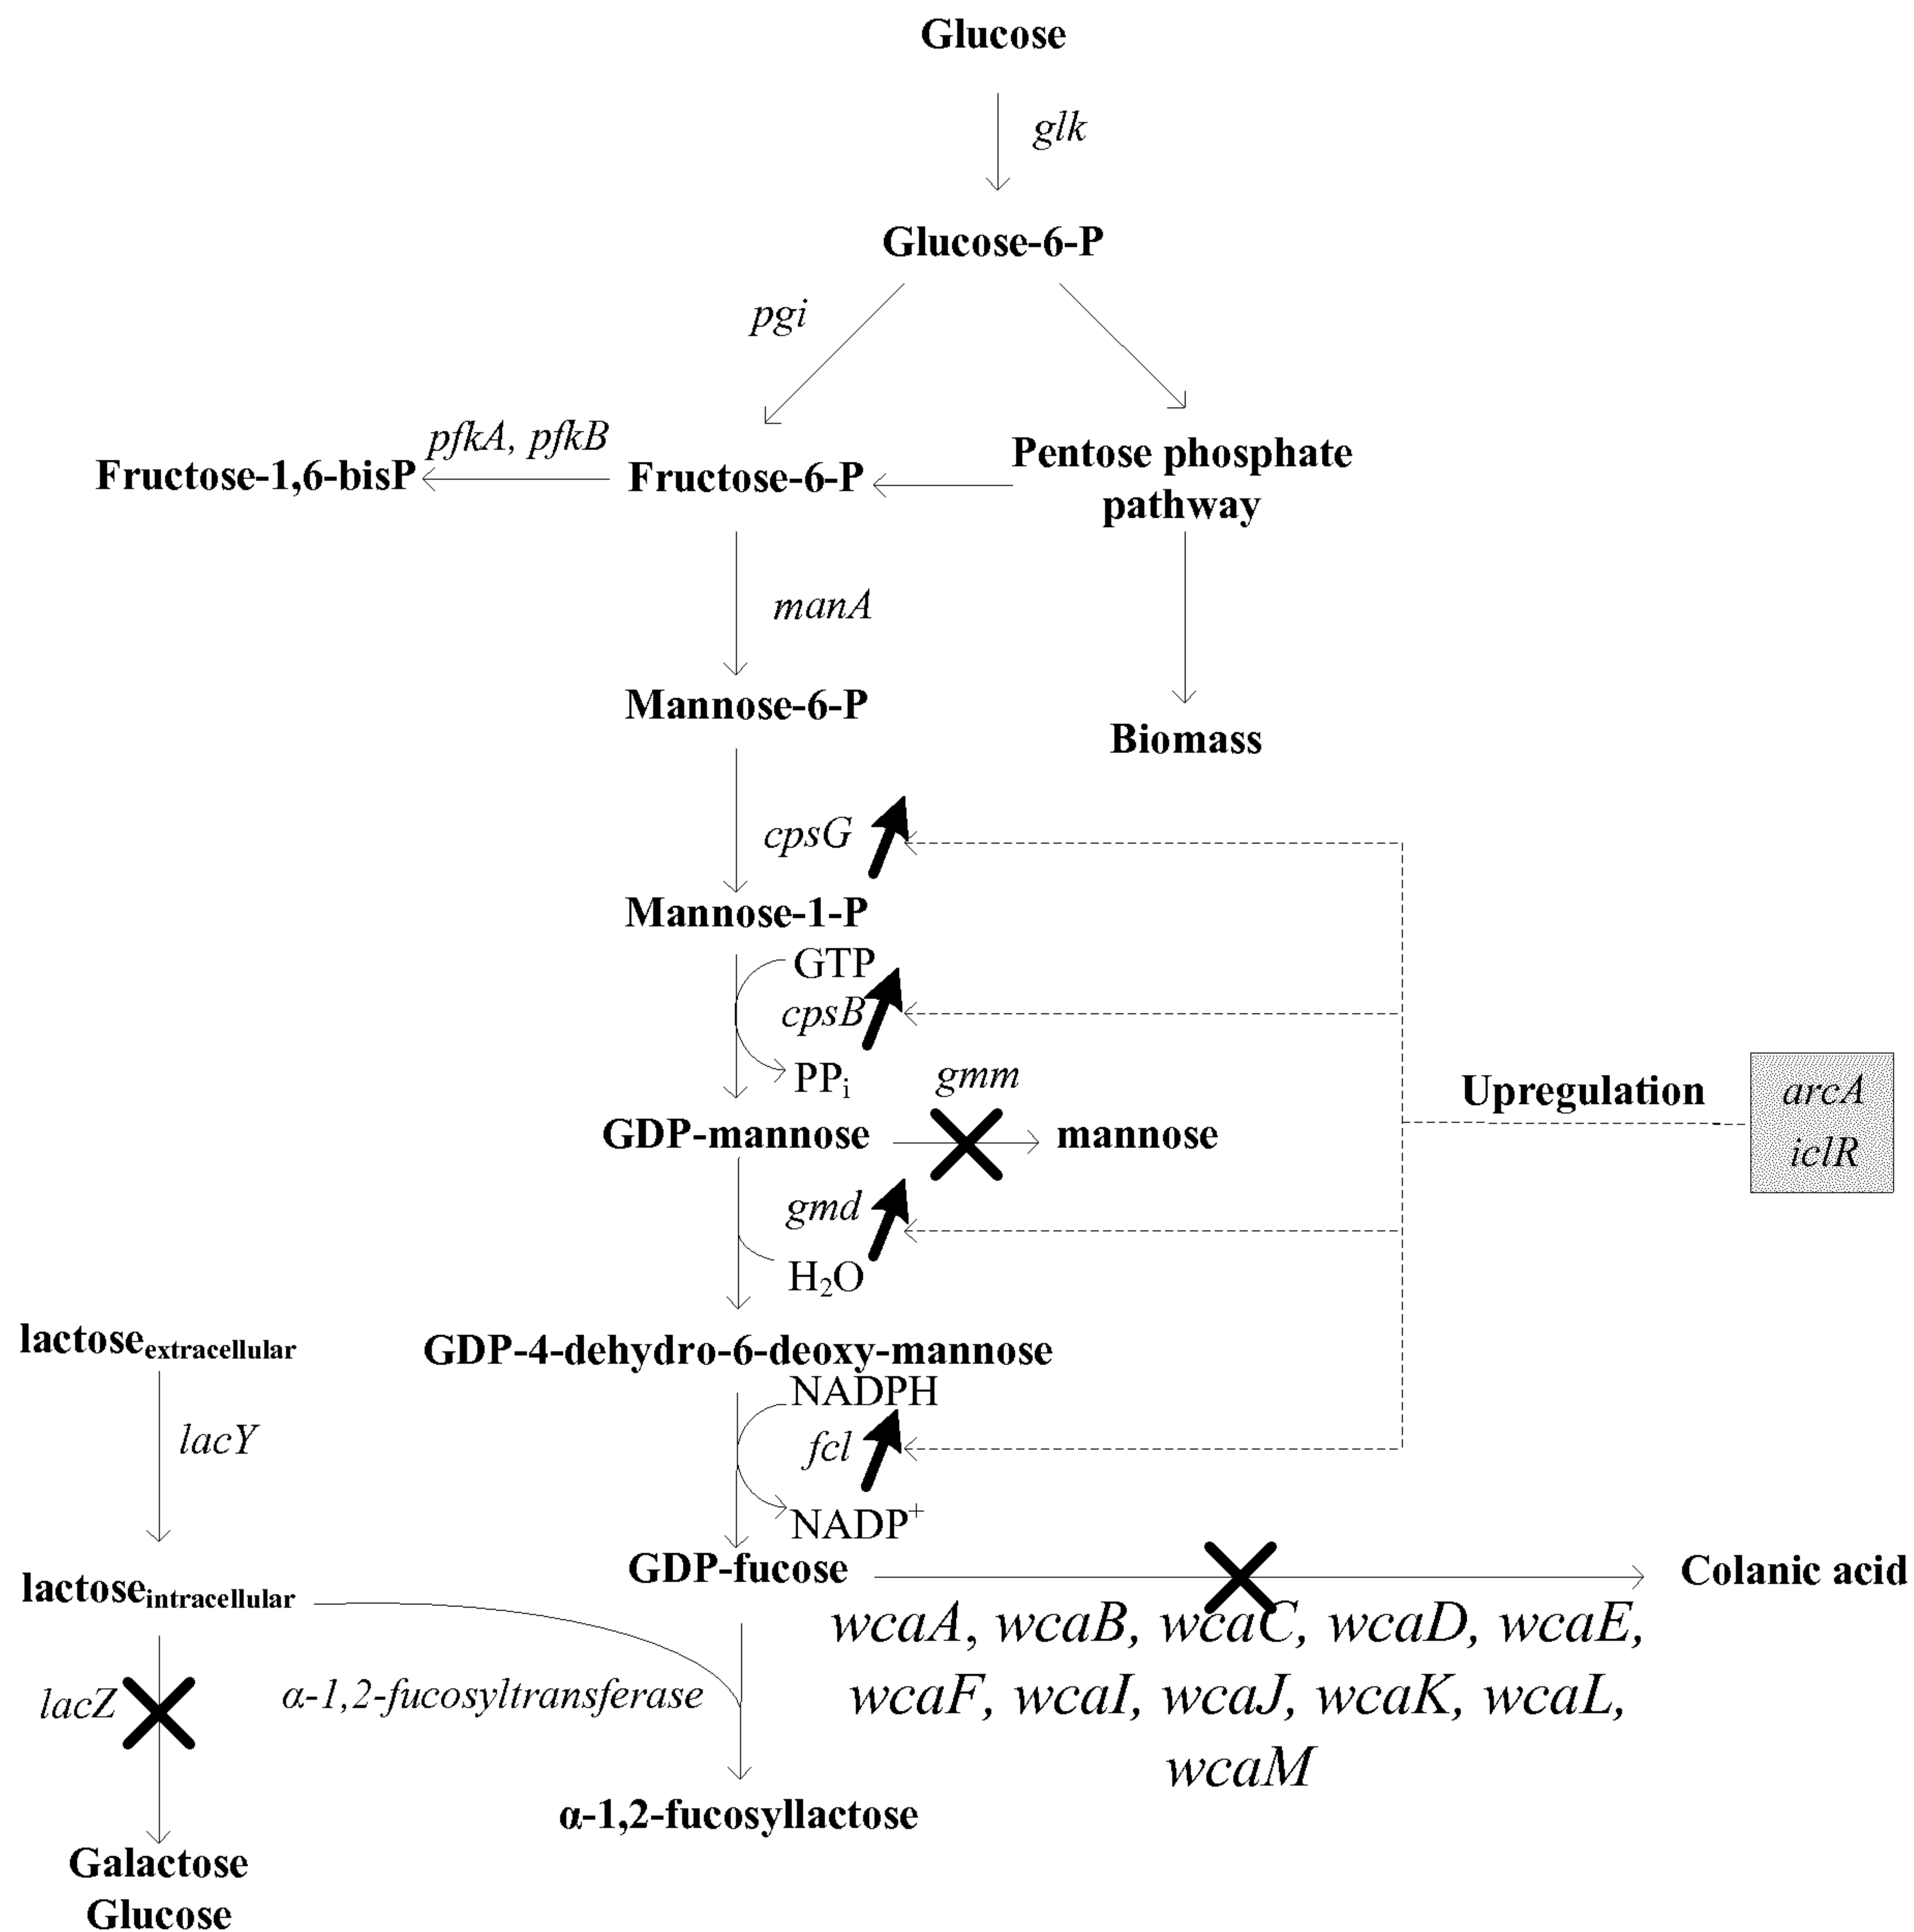 Glucose
glk
Glucose-6-P
pgi
pfkA, pfkB
Fructose-1,6-bisP
Fructose-6-P
Pentose phosphate
pathway
manA
Mannose-6-P
Biomass
cpsG
Mannose-1-P
GTP
cpsB
PPi
gmm
GDP-mannose
mannose
Upregulation
arcA
iclR
gmd
H2O
lactoseextracellular
GDP-4-dehydro-6-deoxy-mannose
NADPH
lacY
fcl
NADP+
GDP-fucose
Colanic acid
lactoseintracellular
wcaA, wcaB, wcaC, wcaD, wcaE,
wcaF, wcaI, wcaJ, wcaK, wcaL,
wcaM
lacZ
α-1,2-fucosyltransferase
α-1,2-fucosyllactose
Galactose
Glucose